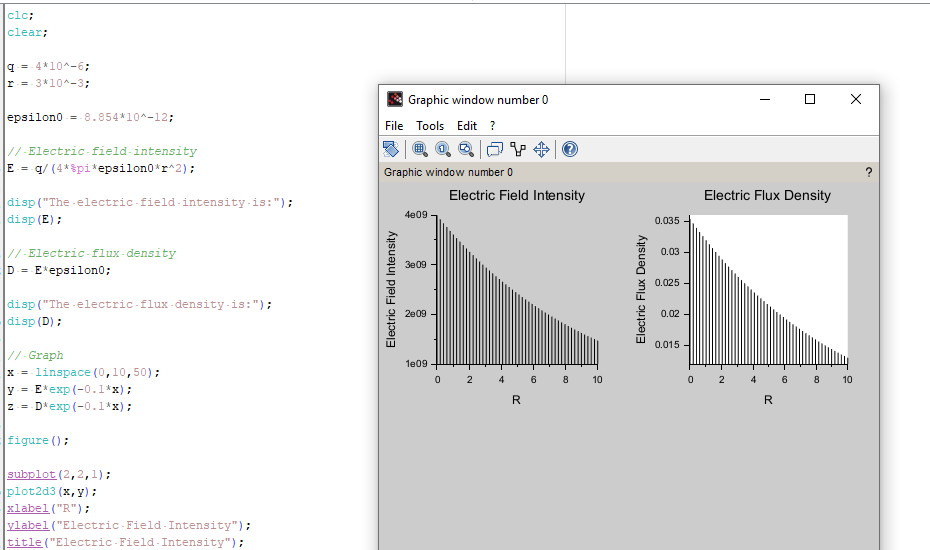 clc;
clear;
q = 4*10^-6;
r = 3*10^-3;
epsilon0 = 8.854*10^-12;
// Electric field intensity
E = q/(4*%pi*epsilon0*r^2);
disp("The electric field intensity is:");
disp(E);
// Electric flux density
D = E*epsilon0;
disp("The electric flux density is:");
disp(D);
// Graph
x = linspace(0,10,50);
y = E*exp(-0.1*x);
z = D*exp(-0.1*x);
figure();
subplot(2,2,1);
plot2d3(x,y);
xlabel("R");
ylabel("Electric Field Intensity");
title("Electric Field Intensity");
Graphic window number 0
File Tools Edit ?
Graphic window number 0 ?
Electric Field Intensity
Electric Field Intensity
4e09
3e09
2e09
1e09
0 2 4 6 8 10
R
Electric Flux Density
Electric Flux Density
0.035
0.03
0.025
0.02
0.015
0 2 4 6 8 10
R